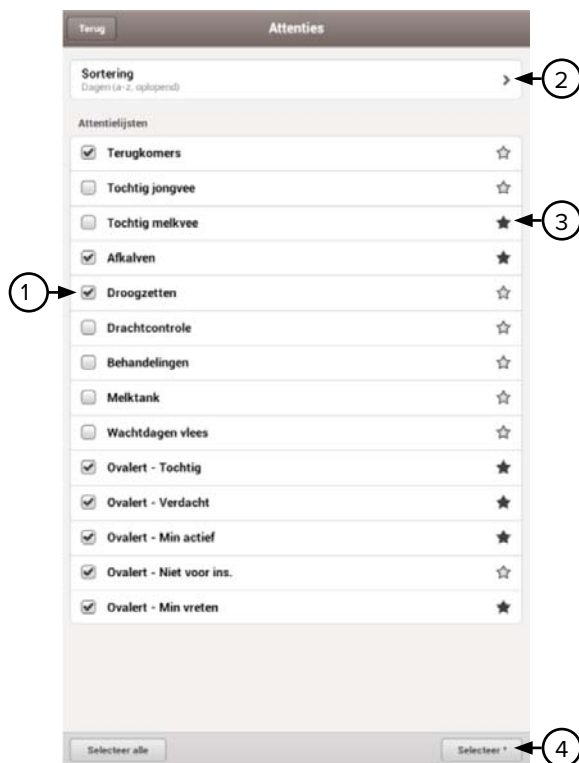 Terug
Attenties
Sortering
Dagen (a-z, oplopend)
2
Attentielijsten
Terugkomers
Tochtig jongvee
Tochtig melkvee
3
Afkalven
1
Droogzetten
Drachtcontrole
Behandelingen
Melktank
Wachtdagen vlees
Ovalert - Tochtig
Ovalert - Verdacht
Ovalert - Min actief
Ovalert - Niet voor ins.
Ovalert - Min vreten
Selecteer alle
Selecteer *
4